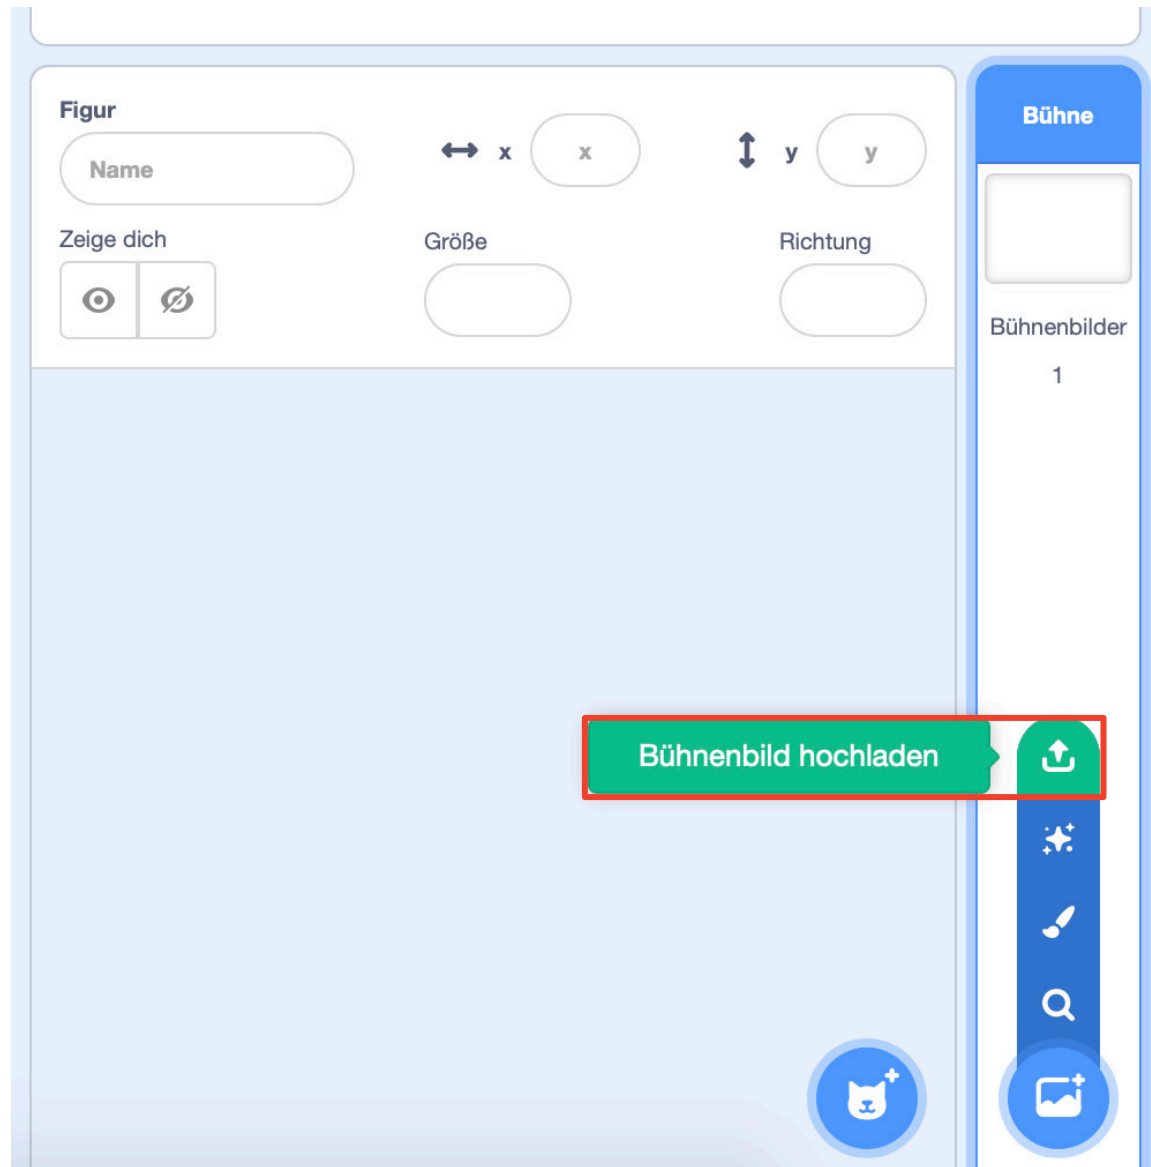 Figur
Name
x
x
y
y
Bühne
Zeige dich
Größe
Richtung
Bühnenbilder
1
Bühnenbild hochladen